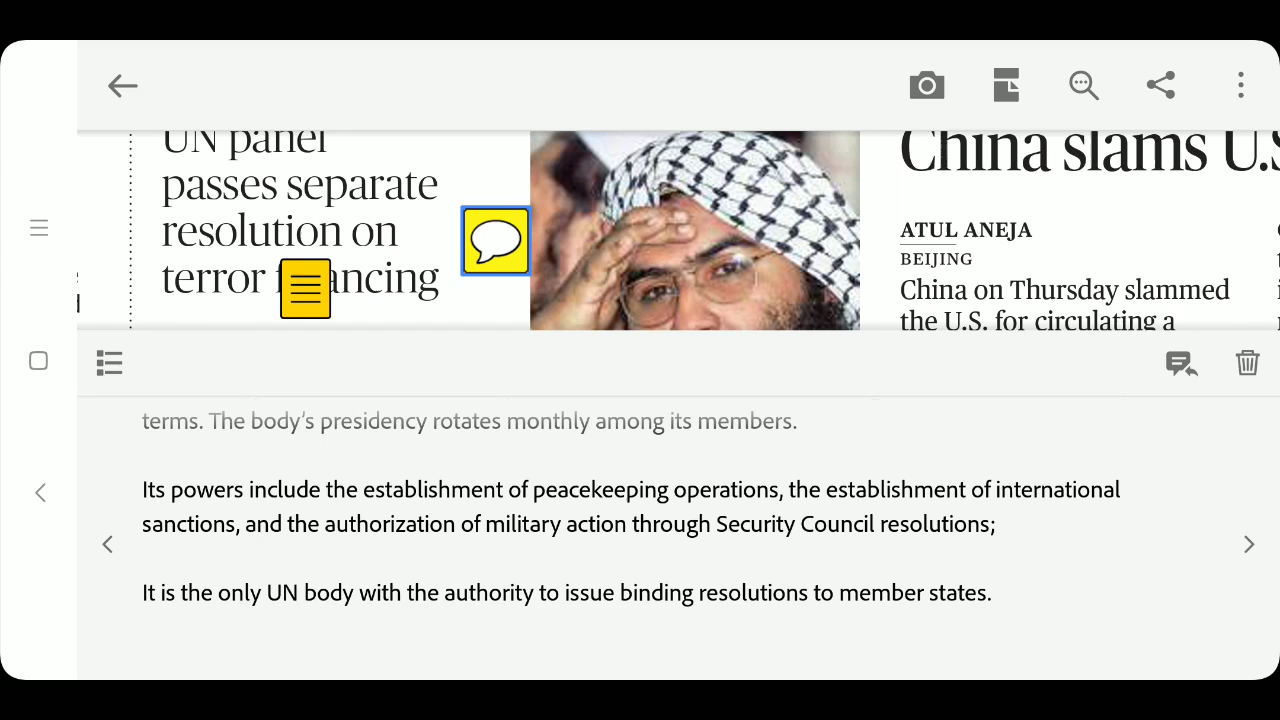 UN panel
passes separate
resolution on
terror f ancing
China slams U.S
ATUL ANEJA
BEIJING
China on Thursday slammed
the U.S. for circulating a
terms. The body's presidency rotates monthly among its members.
Its powers include the establishment of peacekeeping operations, the establishment of international
sanctions, and the authorization of military action through Security Council resolutions;
It is the only UN body with the authority to issue binding resolutions to member states.